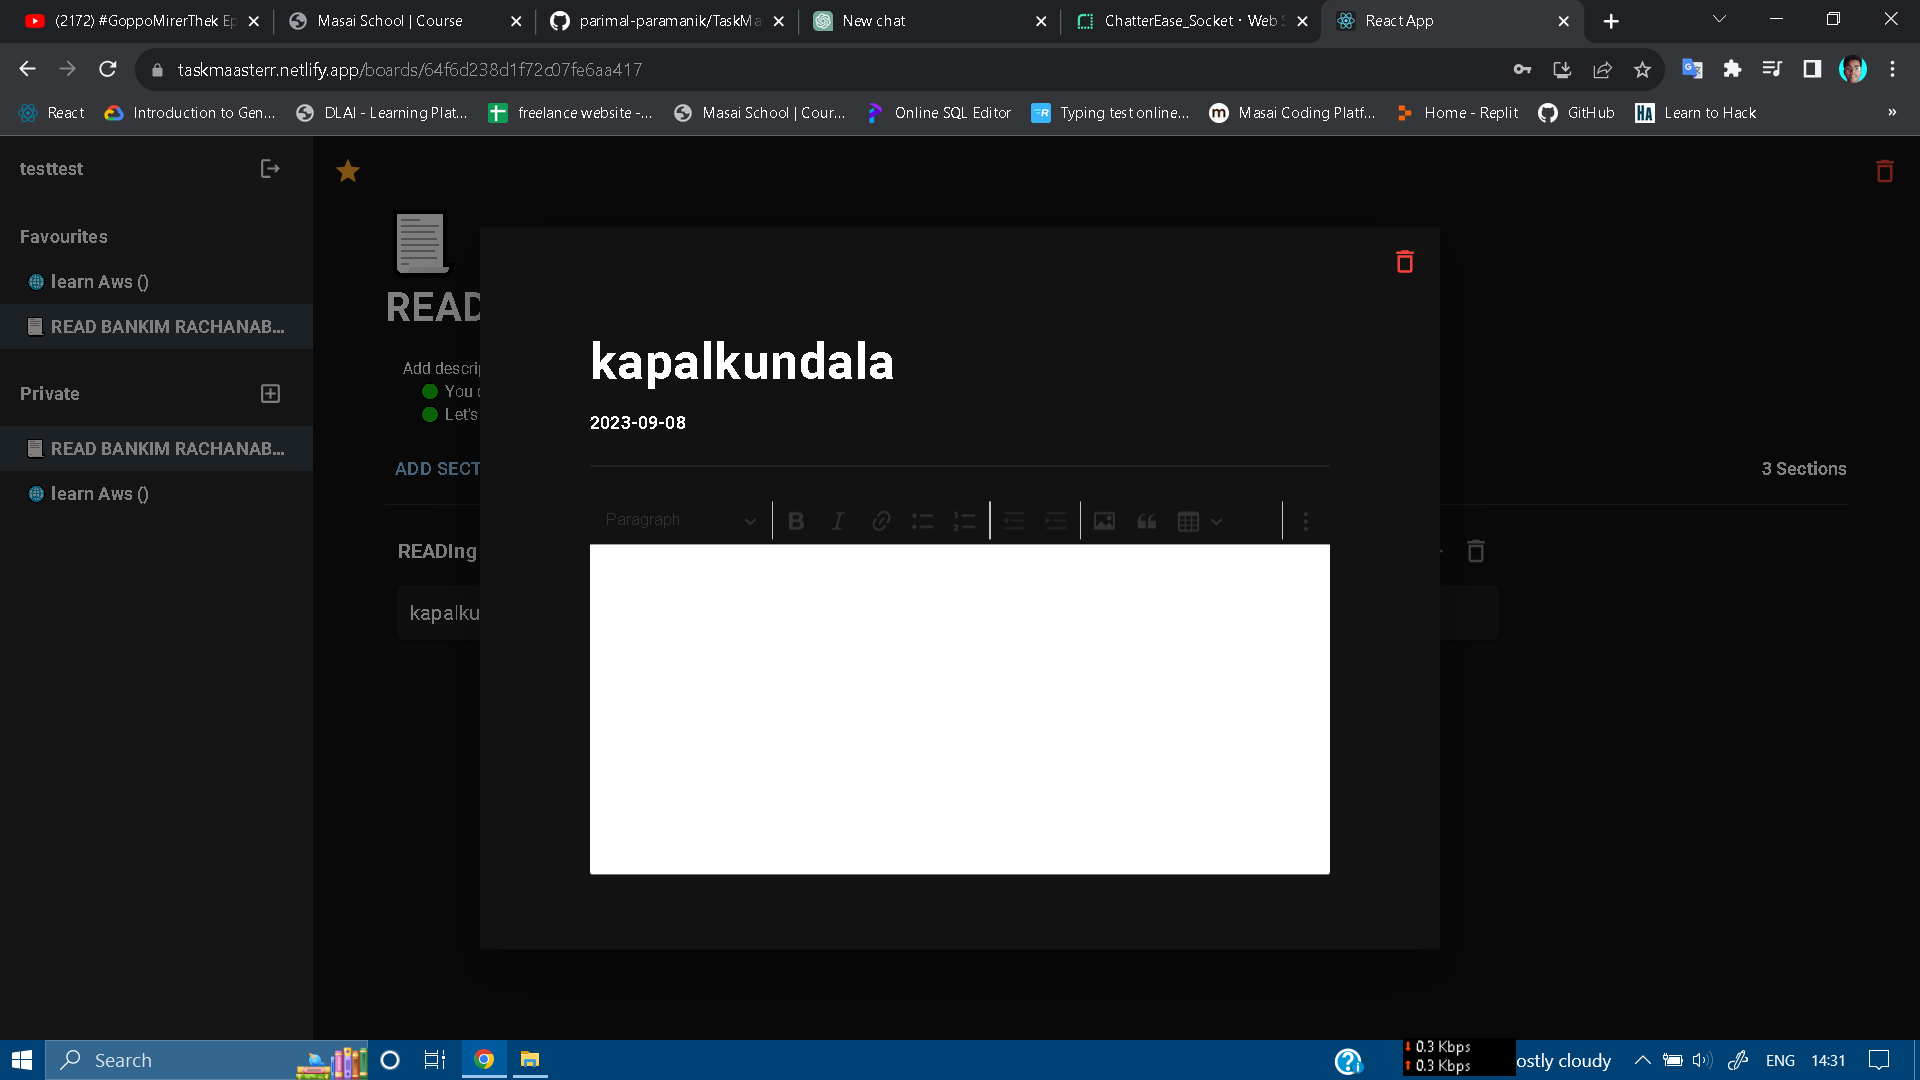 (2172) #GoppoMirerThek Ep
Masai School | Course
parimal-paramanik/TaskMa
New chat
ChatterEase_Socket · Web S
React App
taskmaasterr.netlify.app/boards/64f6d238d1f72c07fe6aa417
React
Introduction to Gen...
DLAI - Learning Plat...
freelance website -...
Masai School | Cour...
Online SQL Editor
Typing test online...
Masai Coding Platf...
Home - Replit
GitHub
HA Learn to Hack
»
testtest
Favourites
learn Aws ()
READ BANKIM RACHANAB...
Private
READ BANKIM RACHANAB...
learn Aws ()
READ
Add descrip
You
Let's
ADD SECT
3 Sections
READIng
kapalku
kapalkundala
2023-09-08
Paragraph
Search
0.3 Kbps
0.3 Kbps
ostly cloudy
ENG
14:31